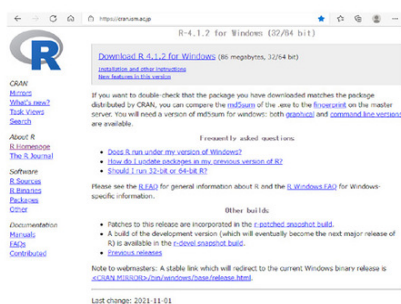 https://cran.ism.ac.jp
R-4.1.2 for Windows (32/64 bit)
R
Download R 4.1.2 for Windows (86 megabytes, 32/64 bit)
Installation and other instructions
New features in this version
CRAN
Mirrors
What's new?
Task Views
Search
About R
R Homepage
The R Journal
Software
R Sources
R Binaries
Packages
Other
Documentation
Manuals
FAQs
Contributed
If you want to double-check that the package you have downloaded matches the package
distributed by CRAN, you can compare the md5sum of the .exe to the fingerprint on the master
server. You will need a version of md5sum for windows: both graphical and command line versions
are available.
Frequently asked questions
• Does R run under my version of Windows?
• How do I update packages in my previous version of R?
• Should I run 32-bit or 64-bit R?
Please see the R FAQ for general information about R and the R Windows FAQ for Windows-
specific information.
Other builds
• Patches to this release are incorporated in the r-patched snapshot build.
• A build of the development version (which will eventually become the next major release of
R) is available in the r-devel snapshot build.
• Previous releases
Note to webmasters: A stable link which will redirect to the current Windows binary release is
<CRAN MIRROR>/bin/windows/base/release.html.
Last change: 2021-11-01